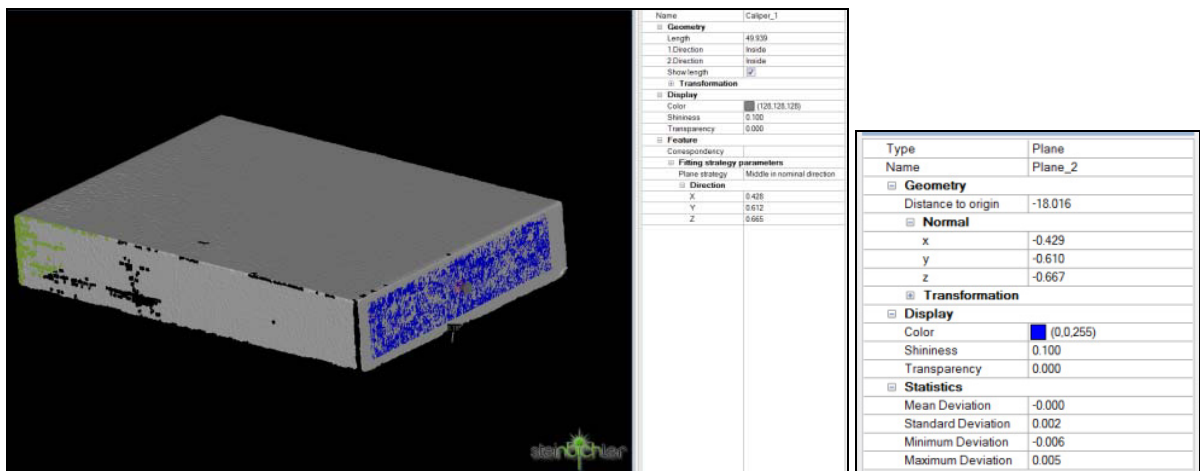 Name Caliper_1
Geometry
Length 49.939
1.Direction Inside
2.Direction Inside
Show length
Transformation
Display
Color (128,128,128)
Shininess 0.100
Transparency 0.000
Feature
Correspondency
Fitting strategy parameters
Plane strategy Middle in nominal direction
Direction
X 0.428
Y 0.612
Z 0.665
steinbichler
Type Plane
Name Plane_2
Geometry
Distance to origin -18.016
Normal
x -0.429
y -0.610
z -0.667
Transformation
Display
Color (0,0,255)
Shininess 0.100
Transparency 0.000
Statistics
Mean Deviation -0.000
Standard Deviation 0.002
Minimum Deviation -0.006
Maximum Deviation 0.005